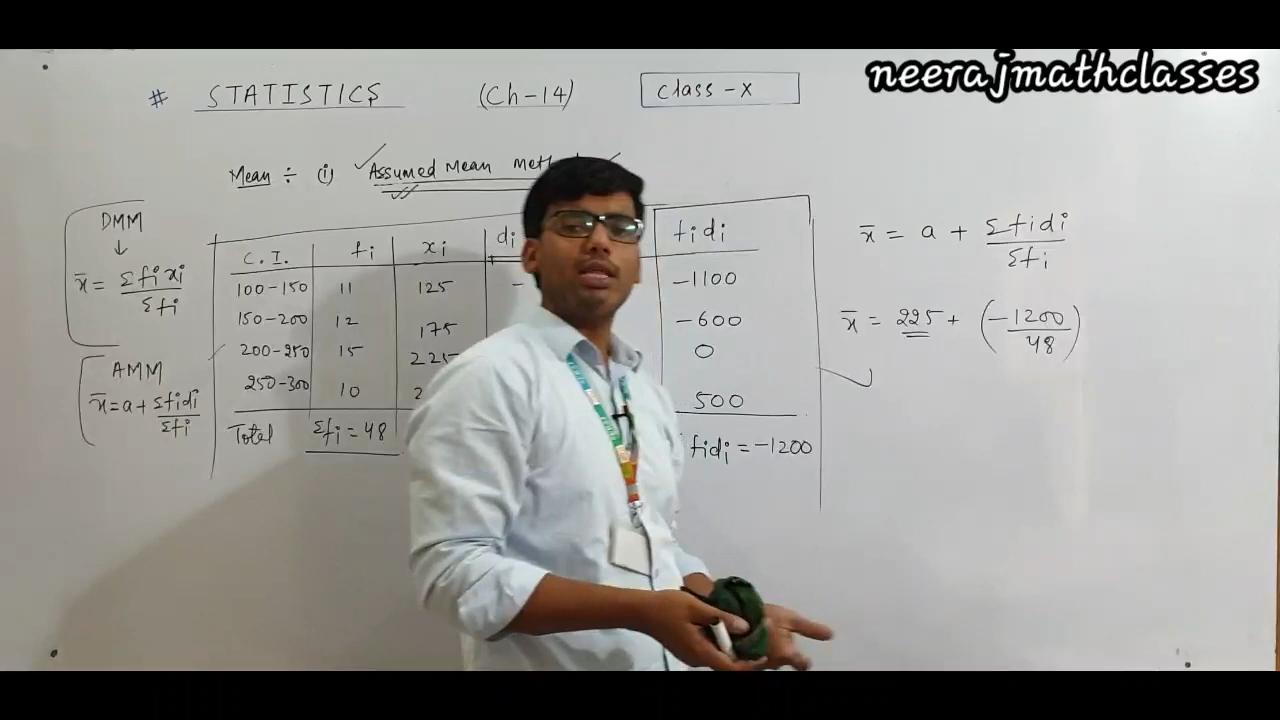 neerajmathclasses
# STATISTICS (Ch-14) Class-X
Mean ÷ (i) Assumed Mean
DMM
↓
x̄ = Σfixi/Σfi
AMM
x̄=a+Σfidi/Σfi
C.I. fi xi di fidi
100-150 11 125 - -1100
150-200 12 175 -600
200-250 15 225 0
250-300 10 2 500
Total Σfi=48 fidi=-1200
x̄ = a + Σfidi/Σfi
x̄ = 225+ (-1200/48)